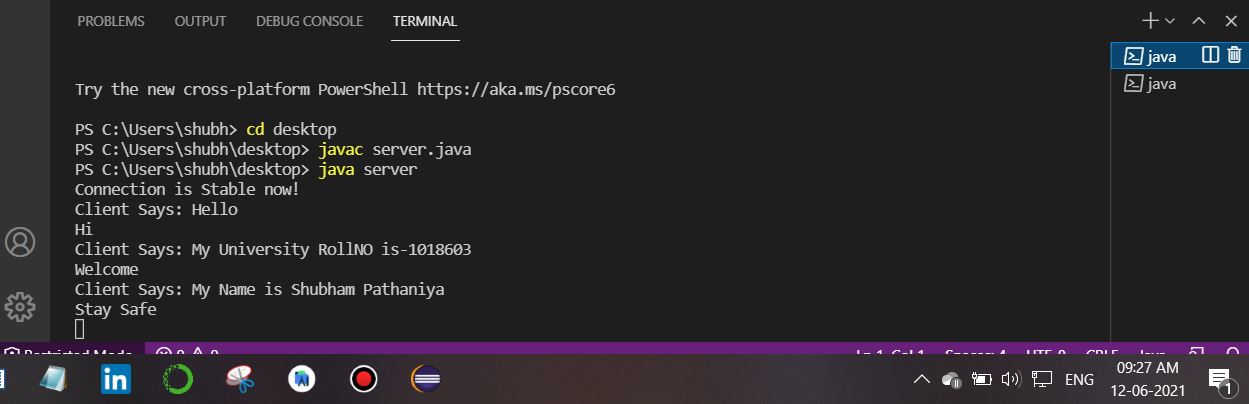 PROBLEMS OUTPUT DEBUG CONSOLE TERMINAL
java
java
Try the new cross-platform PowerShell https://aka.ms/pscore6
PS C:\Users\shubh> cd desktop
PS C:\Users\shubh\desktop> javac server.java
PS C:\Users\shubh\desktop> java server
Connection is Stable now!
Client Says: Hello
Hi
Client Says: My University RollNO is-1018603
Welcome
Client Says: My Name is Shubham Pathaniya
Stay Safe
Restricted Mode 0 0 Ln 1, Col 1 Spaces: 4 UTF-8 CRLF Java
in ENG 09:27 AM
12-06-2021 1